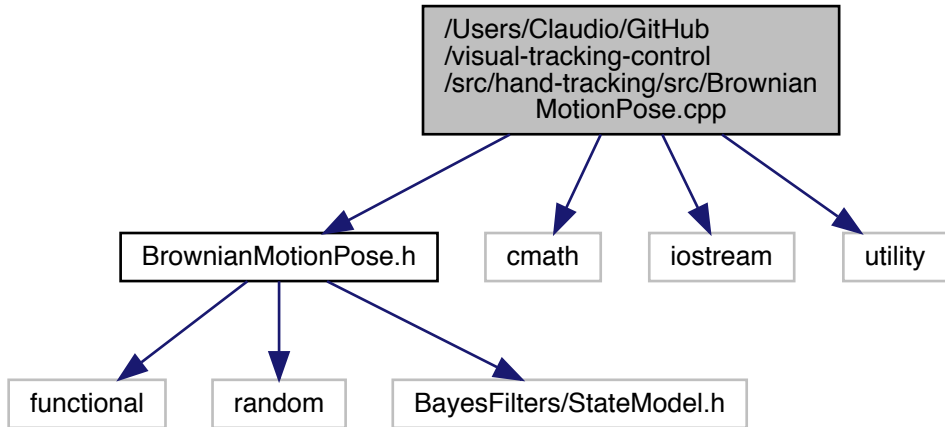 /Users/Claudio/GitHub
/visual-tracking-control
/src/hand-tracking/src/Brownian
MotionPose.cpp
BrownianMotionPose.h
cmath
iostream
utility
functional
random
BayesFilters/StateModel.h